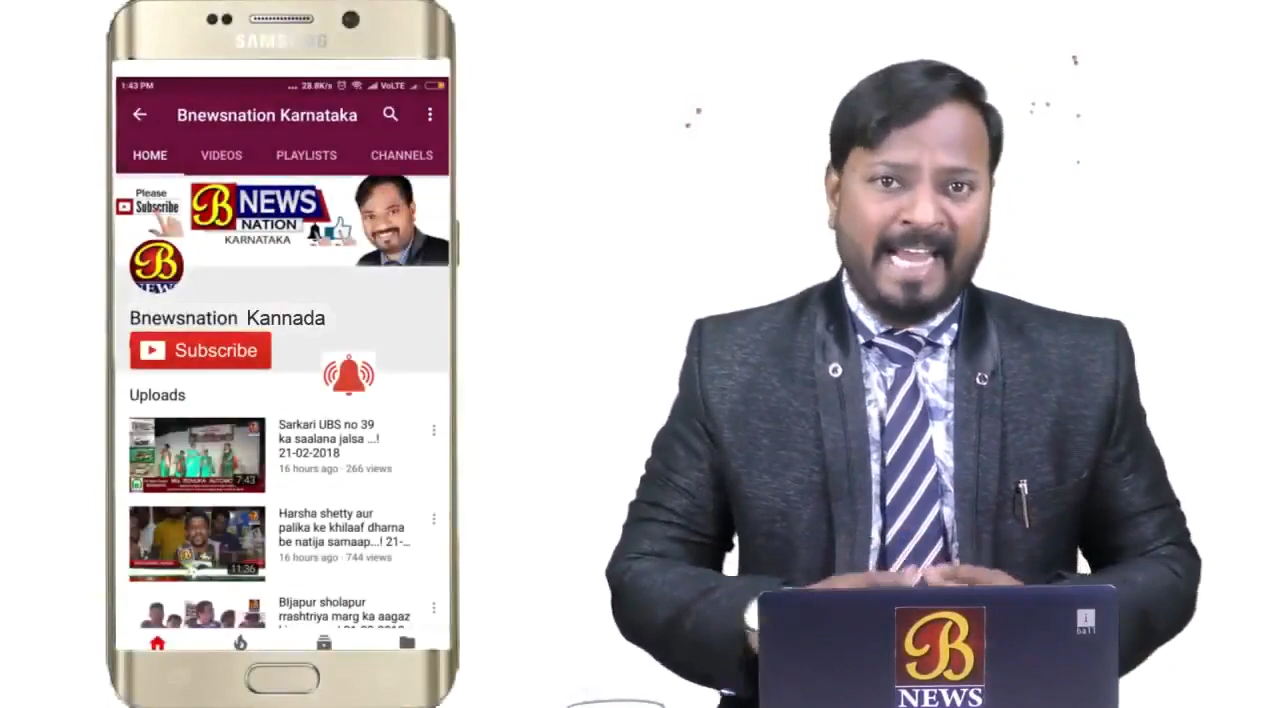 SAMSUNG
1:43 PM
... 28.8K/s VoLTE
Bnewsnation Karnataka
HOME VIDEOS PLAYLISTS CHANNELS
Please
Subscribe
B NEWS
NATION
KARNATAKA
B
NEWS
Bnewsnation Kannada
Subscribe
Uploads
Sarkari UBS no 39
ka saalana jalsa ...!
21-02-2018
16 hours ago · 266 views
7:43
Harsha shetty aur
palika ke khilaaf dharna
be natija samaap...! 21-...
16 hours ago · 744 views
11:36
BIjapur sholapur
rrashtriya marg ka aagaz
B
NEWS
i
ball